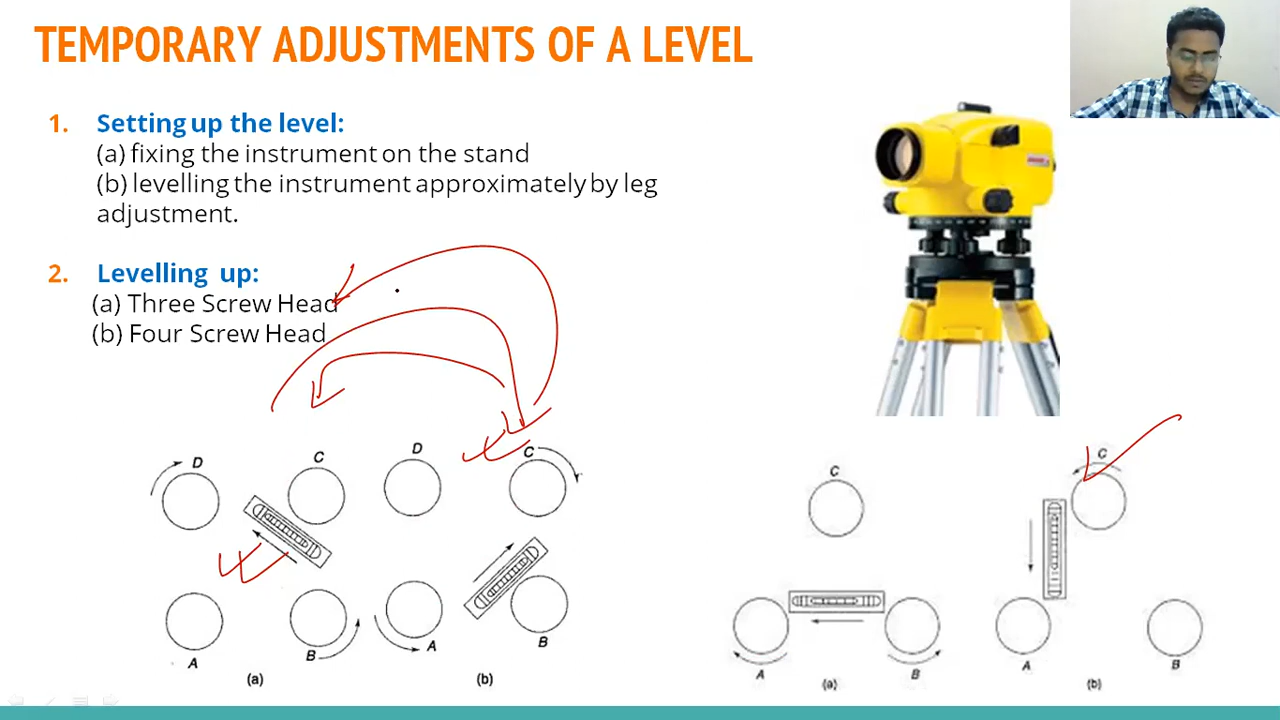 TEMPORARY ADJUSTMENTS OF A LEVEL
1. Setting up the level:
(a) fixing the instrument on the stand
(b) levelling the instrument approximately by leg
adjustment.
2. Levelling up:
(a) Three Screw Head
(b) Four Screw Head
D
C
A
B
(a)
D
C
A
B
(b)
C
A
B
(a)
C
A
B
(b)